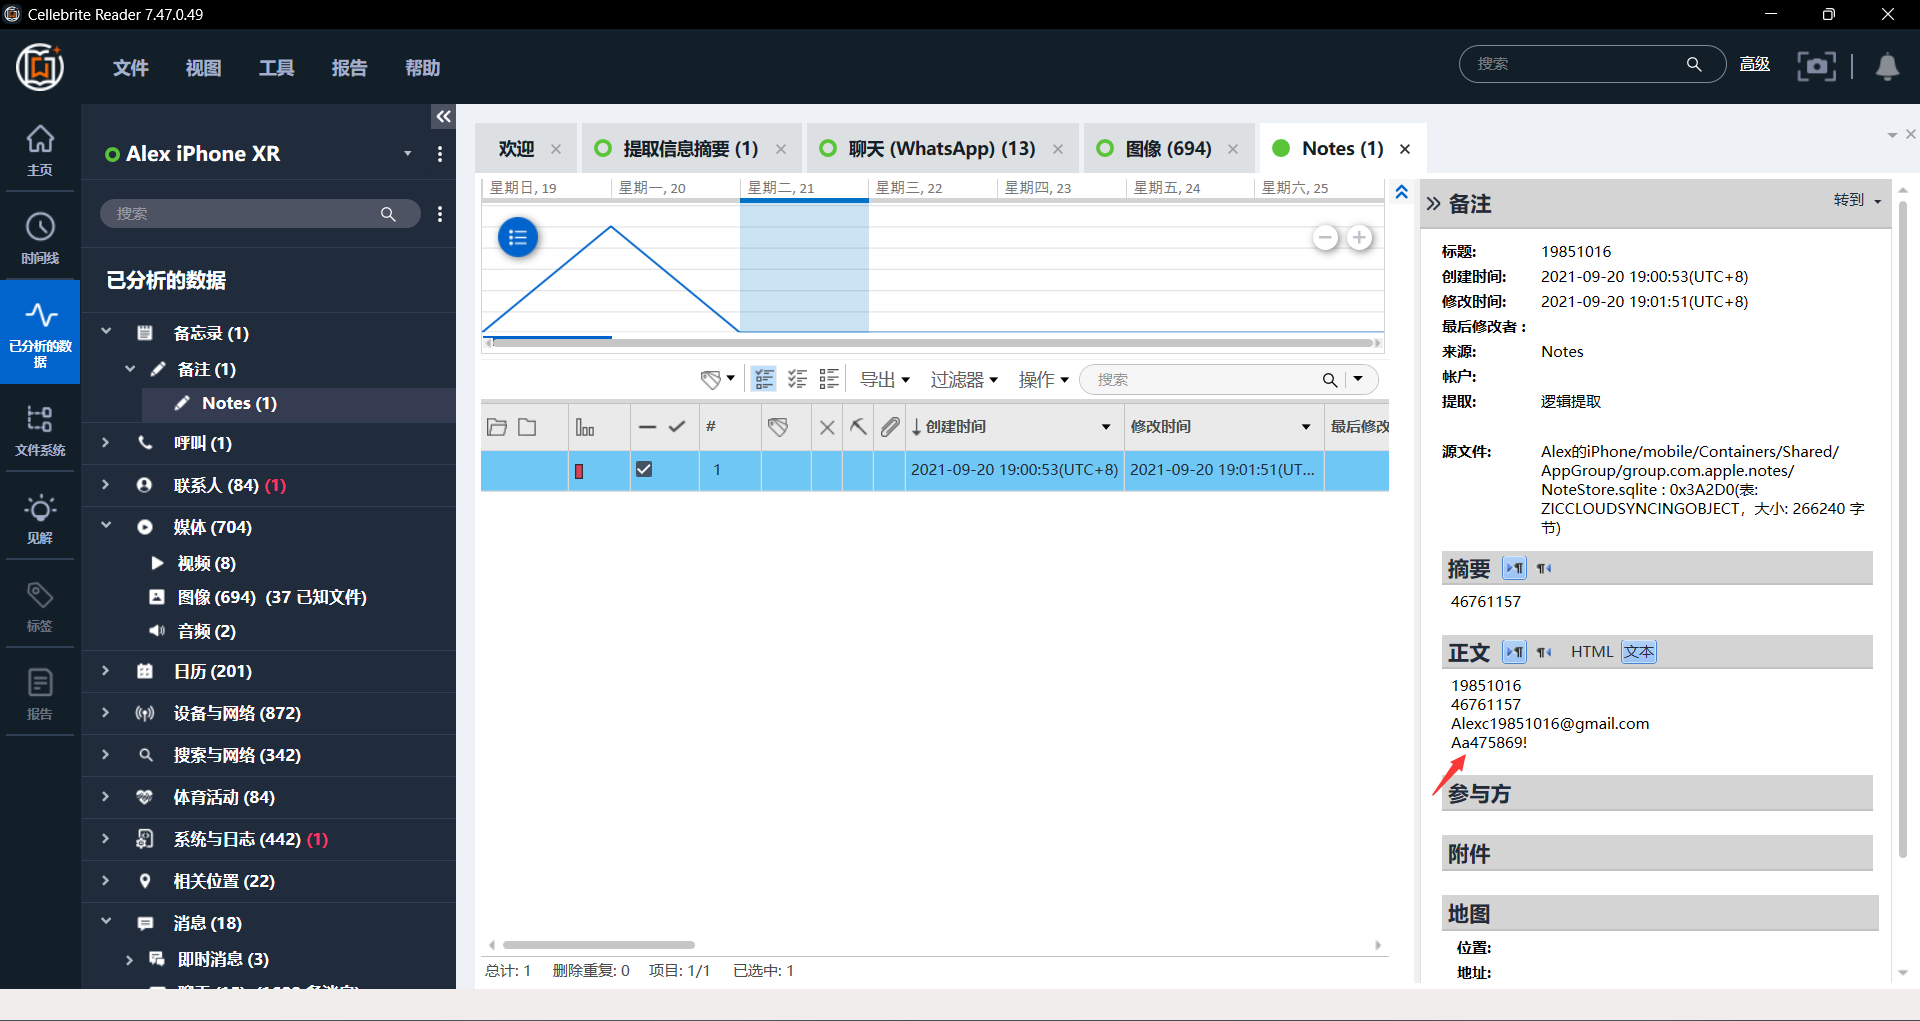 Cellebrite Reader 7.47.0.49
文件 视图 工具 报告 帮助
搜索 高级
主页
时间线
已分析的数据
文件系统
见解
标签
报告
Alex iPhone XR
搜索
已分析的数据
备忘录 (1)
备注 (1)
Notes (1)
呼叫 (1)
联系人 (84) (1)
媒体 (704)
视频 (8)
图像 (694) (37 已知文件)
音频 (2)
日历 (201)
设备与网络 (872)
搜索与网络 (342)
体育活动 (84)
系统与日志 (442) (1)
相关位置 (22)
消息 (18)
即时消息 (3)
欢迎 提取信息摘要 (1) 聊天 (WhatsApp) (13) 图像 (694) Notes (1)
星期日, 19 星期一, 20 星期二, 21 星期三, 22 星期四, 23 星期五, 24 星期六, 25
导出 过滤器 操作 搜索
# 创建时间 修改时间 最后修改
1 2021-09-20 19:00:53(UTC+8) 2021-09-20 19:01:51(UT...
总计: 1 删除重复: 0 项目: 1/1 已选中: 1
备注 转到
标题: 19851016
创建时间: 2021-09-20 19:00:53(UTC+8)
修改时间: 2021-09-20 19:01:51(UTC+8)
最后修改者：
来源: Notes
帐户:
提取: 逻辑提取
源文件: Alex的iPhone/mobile/Containers/Shared/
AppGroup/group.com.apple.notes/
NoteStore.sqlite : 0x3A2D0(表:
ZICCLOUDSYNCINGOBJECT，大小: 266240 字
节)
摘要
46761157
正文 HTML 文本
19851016
46761157
Alexc19851016@gmail.com
Aa475869!
参与方
附件
地图
位置:
地址: